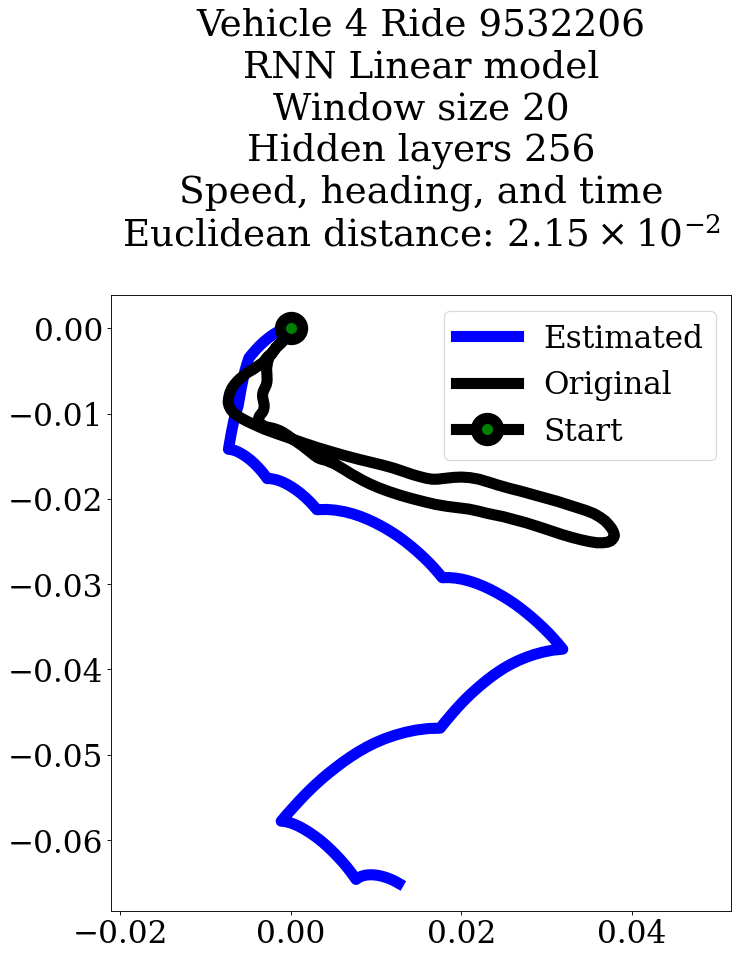 Vehicle 4 Ride 9532206
RNN Linear model
Window size 20
Hidden layers 256
Speed, heading, and time
Euclidean distance: 2.15 × 10⁻²
Estimated
Original
Start
0.00
−0.01
−0.02
−0.03
−0.04
−0.05
−0.06
−0.02 0.00 0.02 0.04